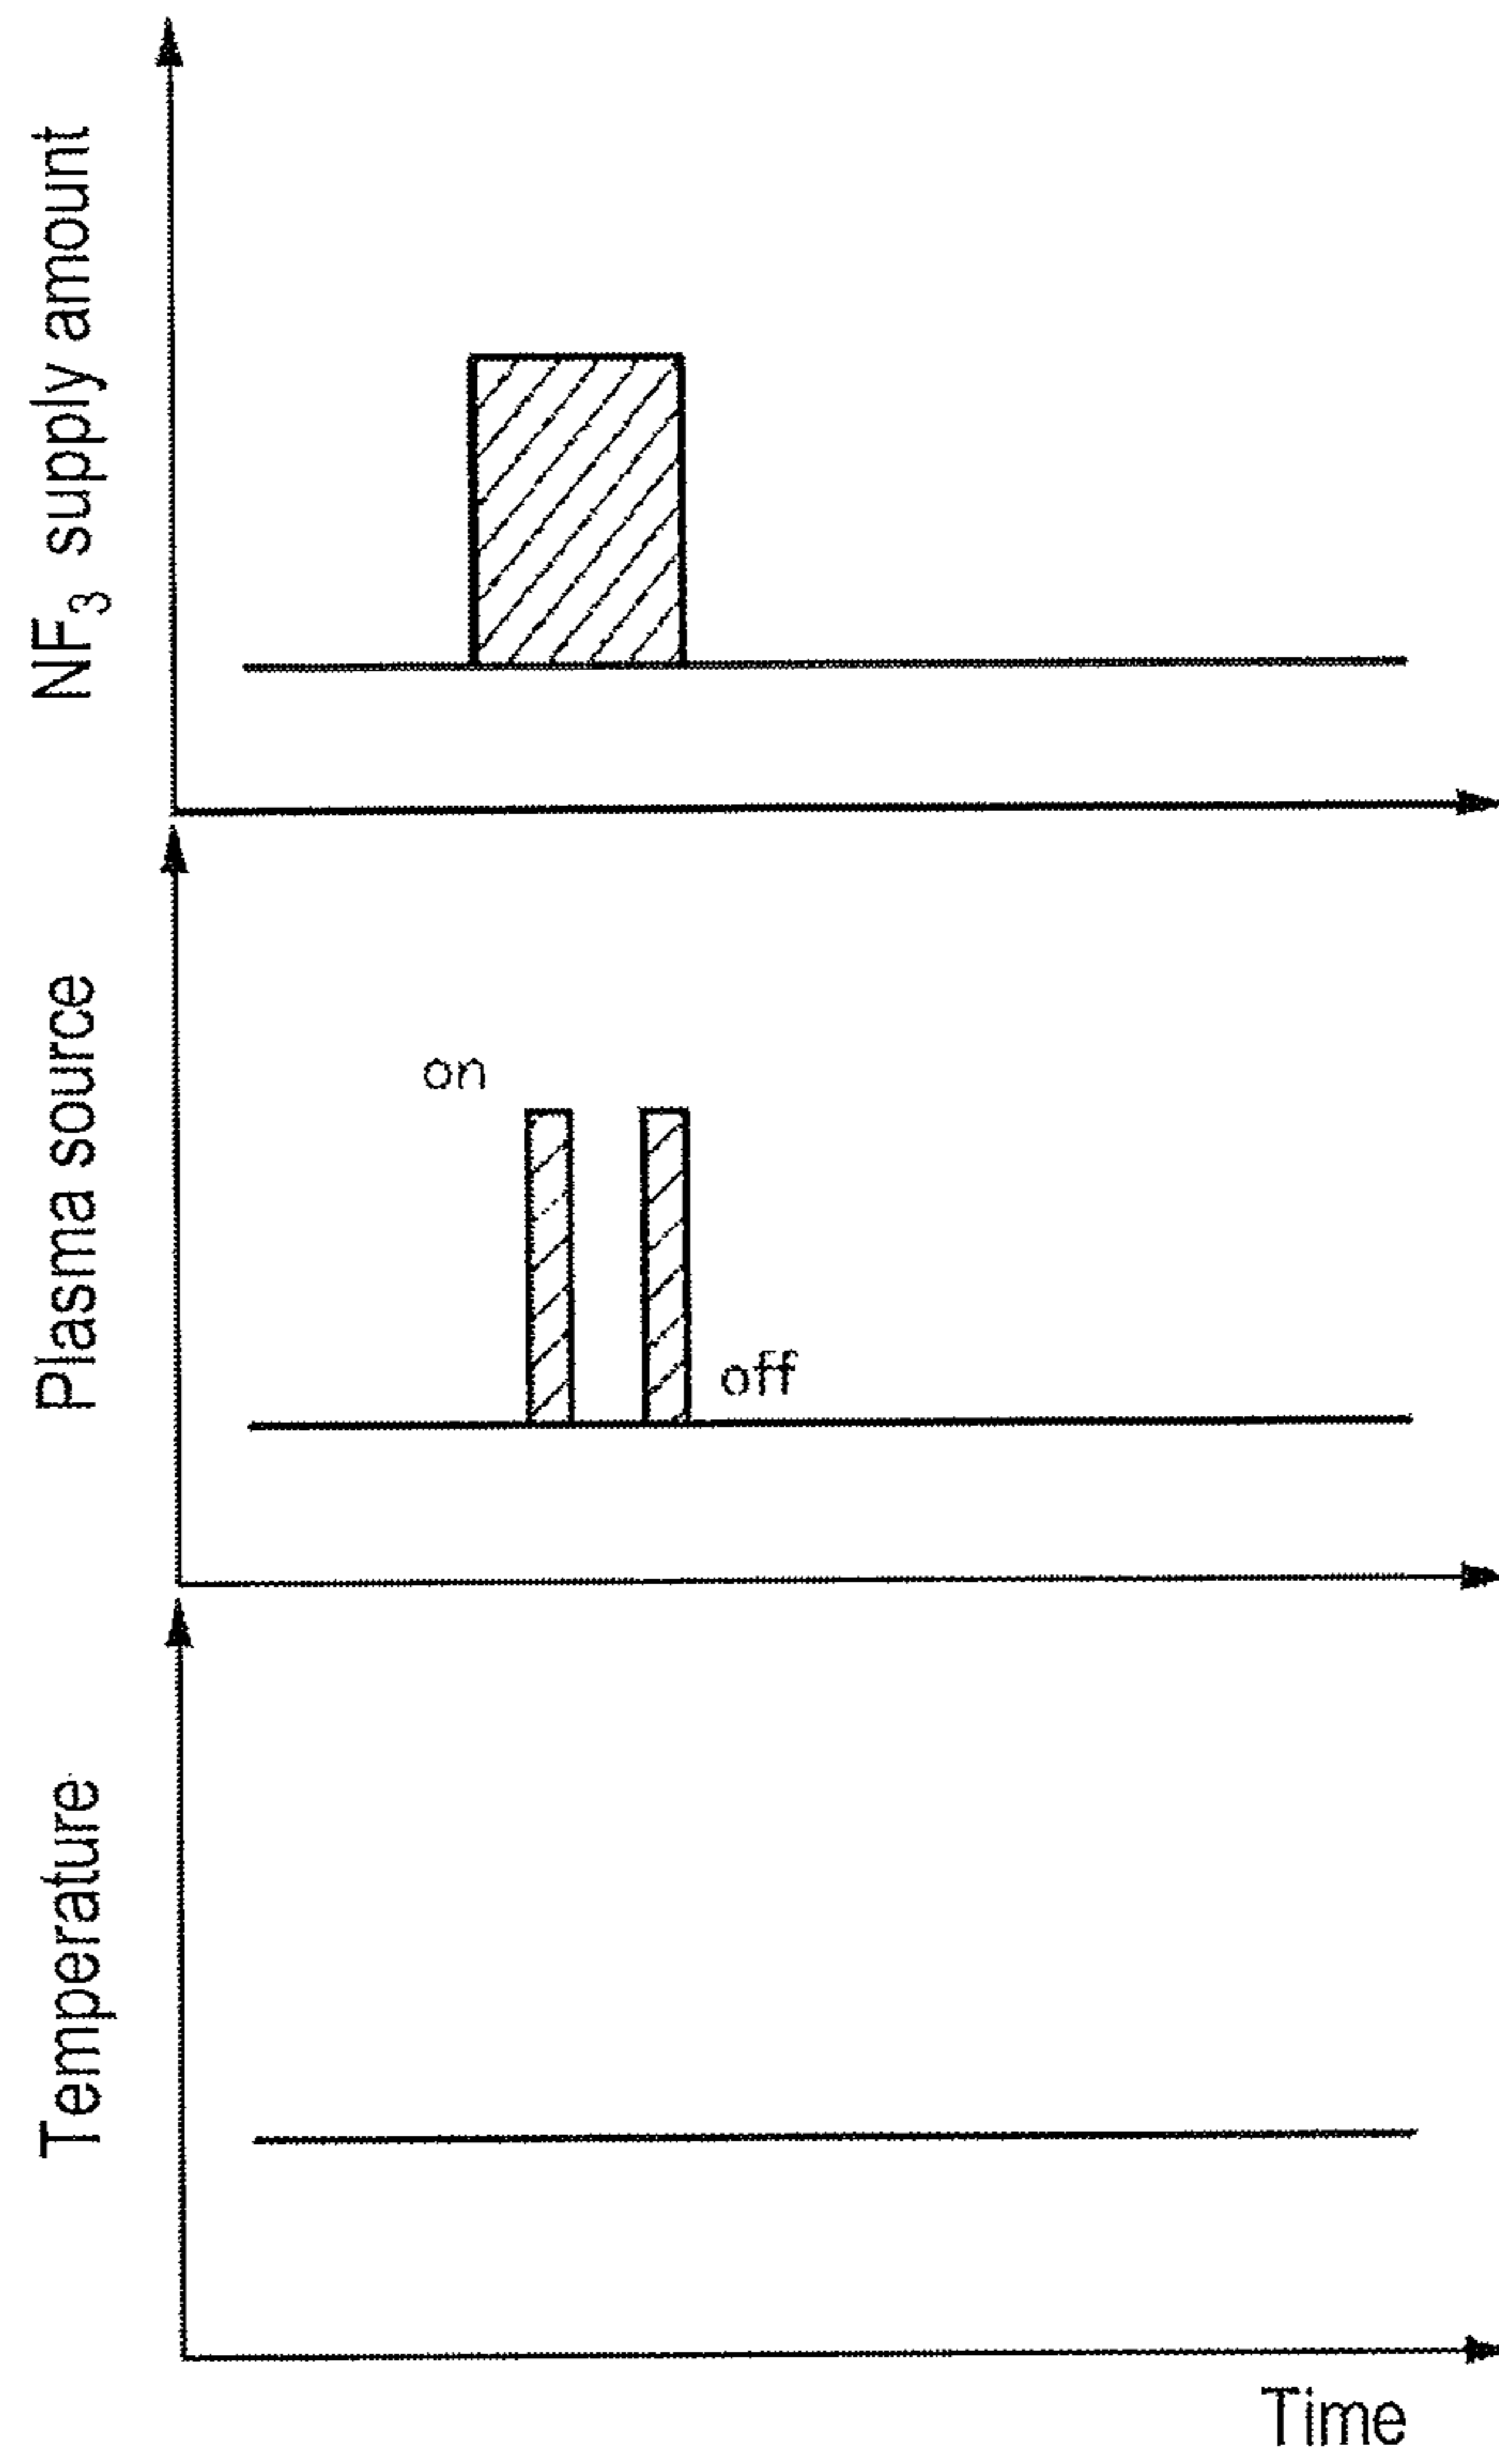 NF3 supply amount
Plasma source
on
off
Temperature
Time